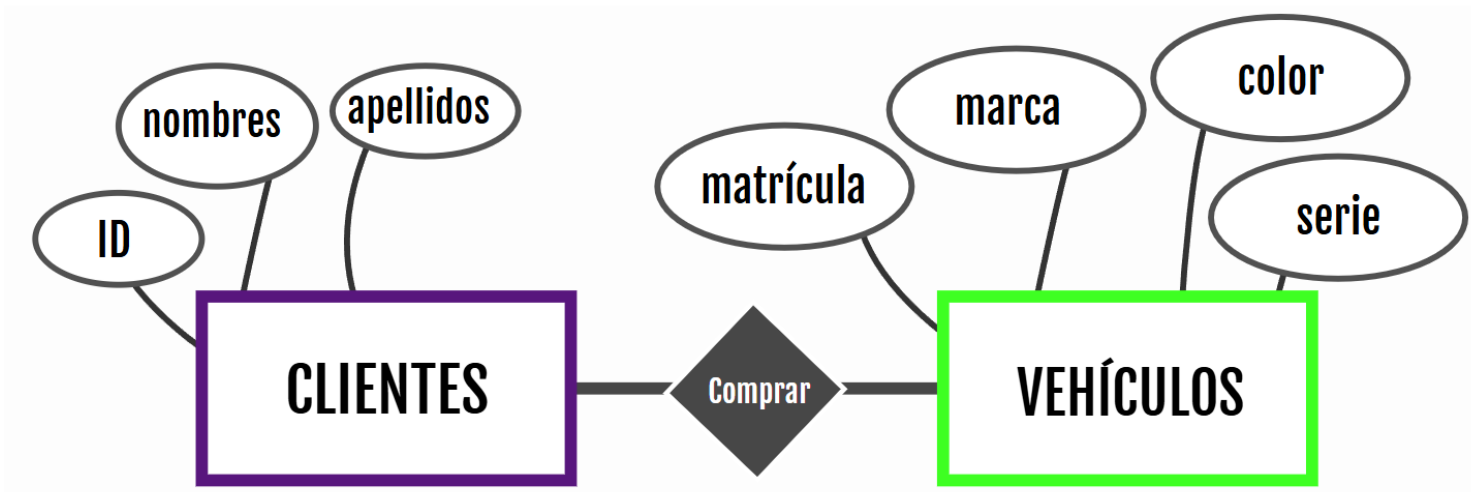 color
marca
apellidos
nombres
matrícula
serie
ID
CLIENTES
Comprar
VEHÍCULOS